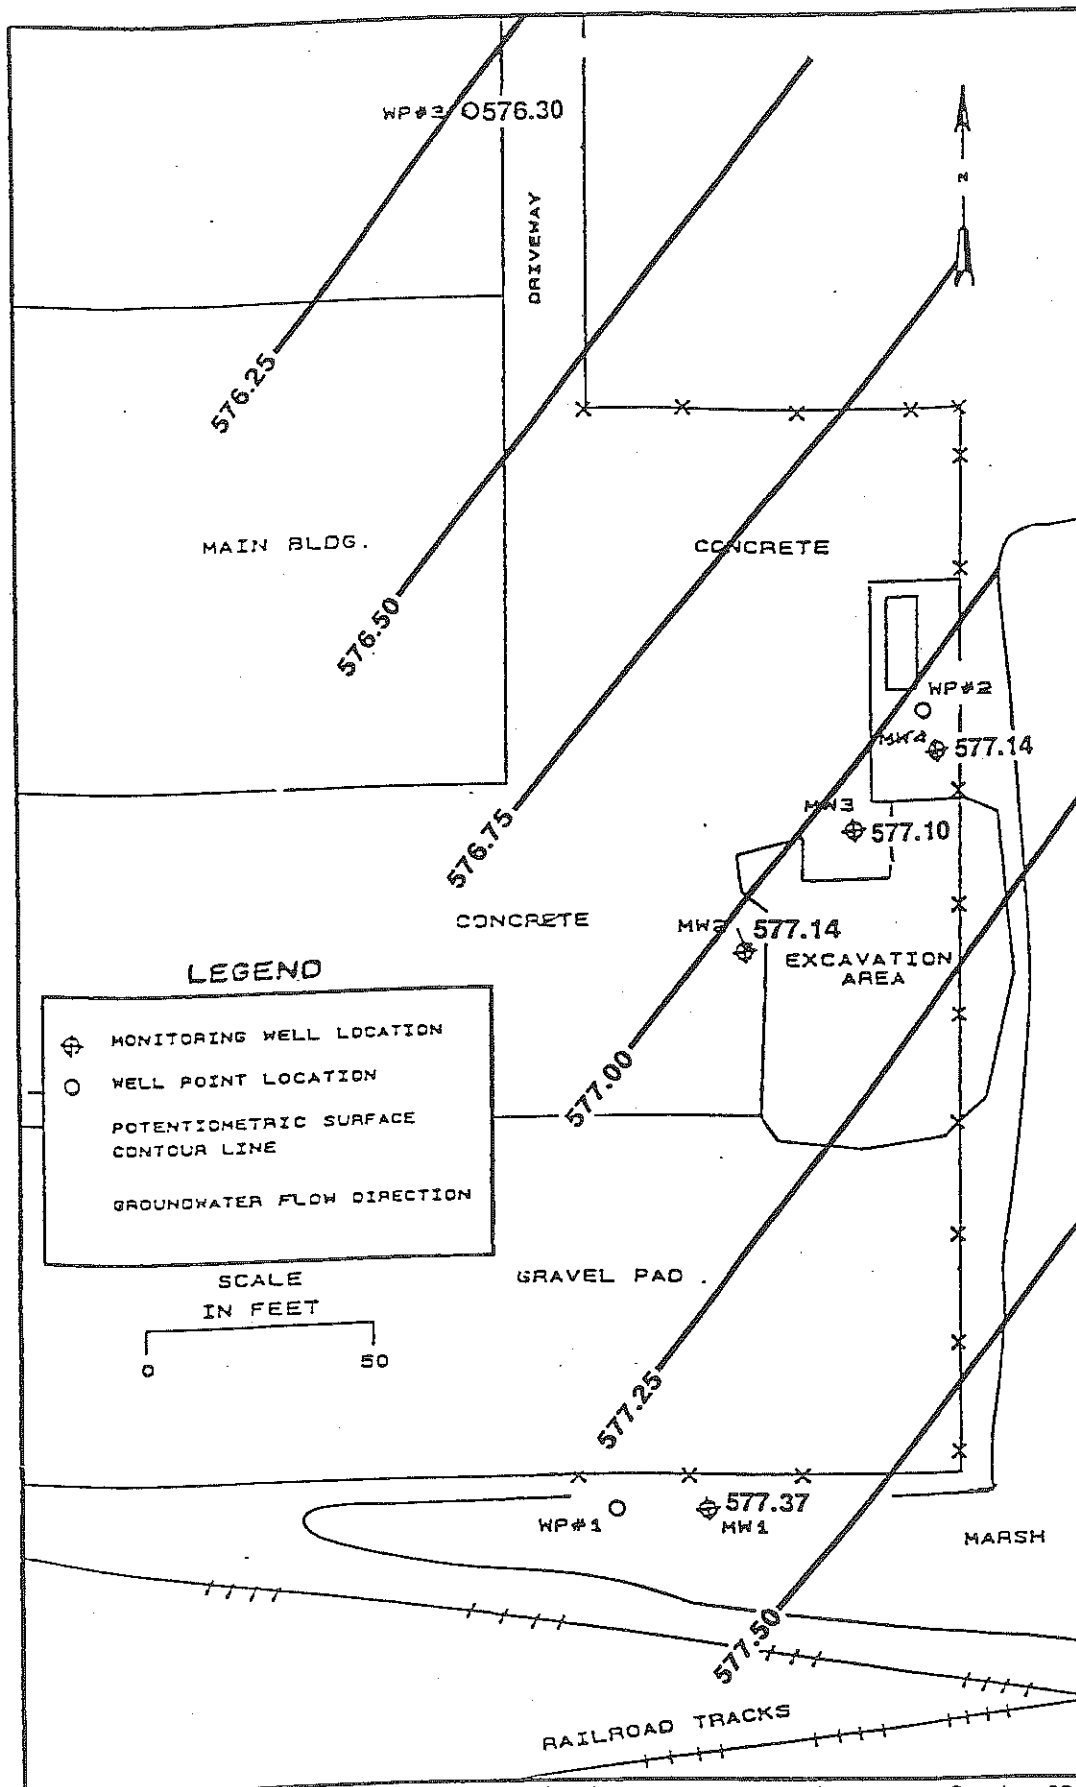 WP#3 576.30
N
DRIVEWAY
576.25
MAIN BLDG.
CONCRETE
576.50
WP#2
MW4 577.14
MW3
577.10
576.75
CONCRETE
MW2 577.14
EXCAVATION
AREA
LEGEND
MONITORING WELL LOCATION
WELL POINT LOCATION
POTENTIOMETRIC SURFACE
CONTOUR LINE
GROUNDWATER FLOW DIRECTION
577.00
SCALE
IN FEET
0 50
GRAVEL PAD
577.25
WP#1
577.37
MW1
MARSH
577.50
RAILROAD TRACKS